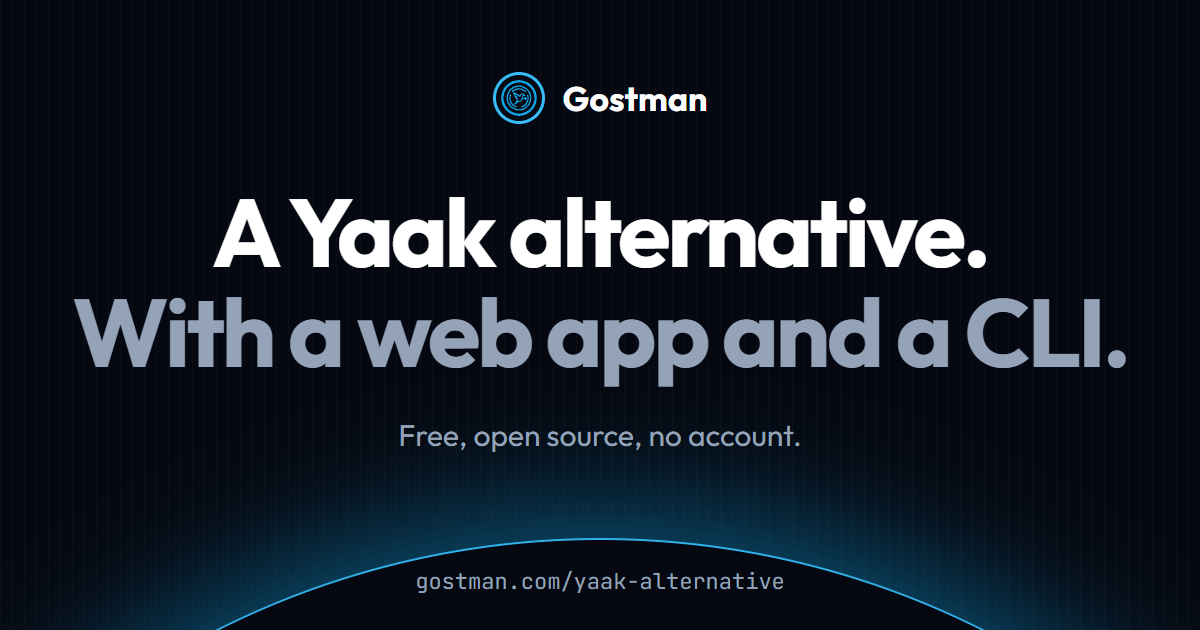 Gostman
A Yaak alternative.
With a web app and a CLI.
Free, open source, no account.
gostman.com/yaak-alternative